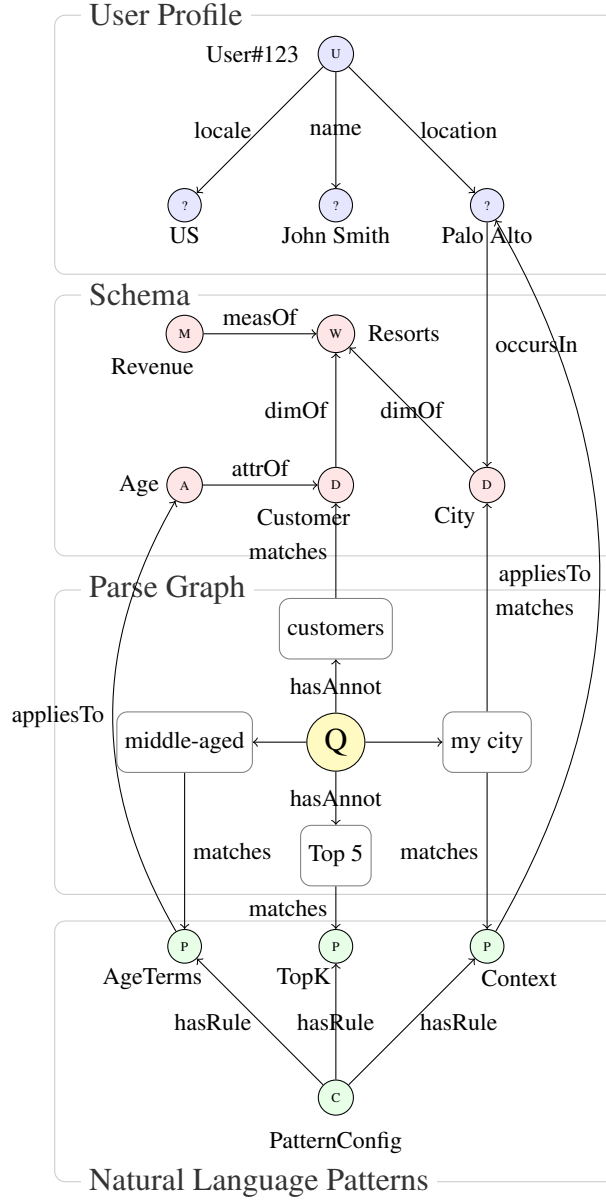 User Profile
User#123
U
locale
name
location
?
?
?
US
John Smith
Palo Alto
Schema
M
measOf
W
Resorts
Revenue
occursIn
dimOf
dimOf
Age
A
attrOf
D
D
Customer
City
matches
appliesTo
Parse Graph
matches
customers
hasAnnot
appliesTo
middle-aged
Q
my city
hasAnnot
matches
Top 5
matches
matches
P
P
P
AgeTerms
TopK
Context
hasRule
hasRule
hasRule
C
PatternConfig
Natural Language Patterns